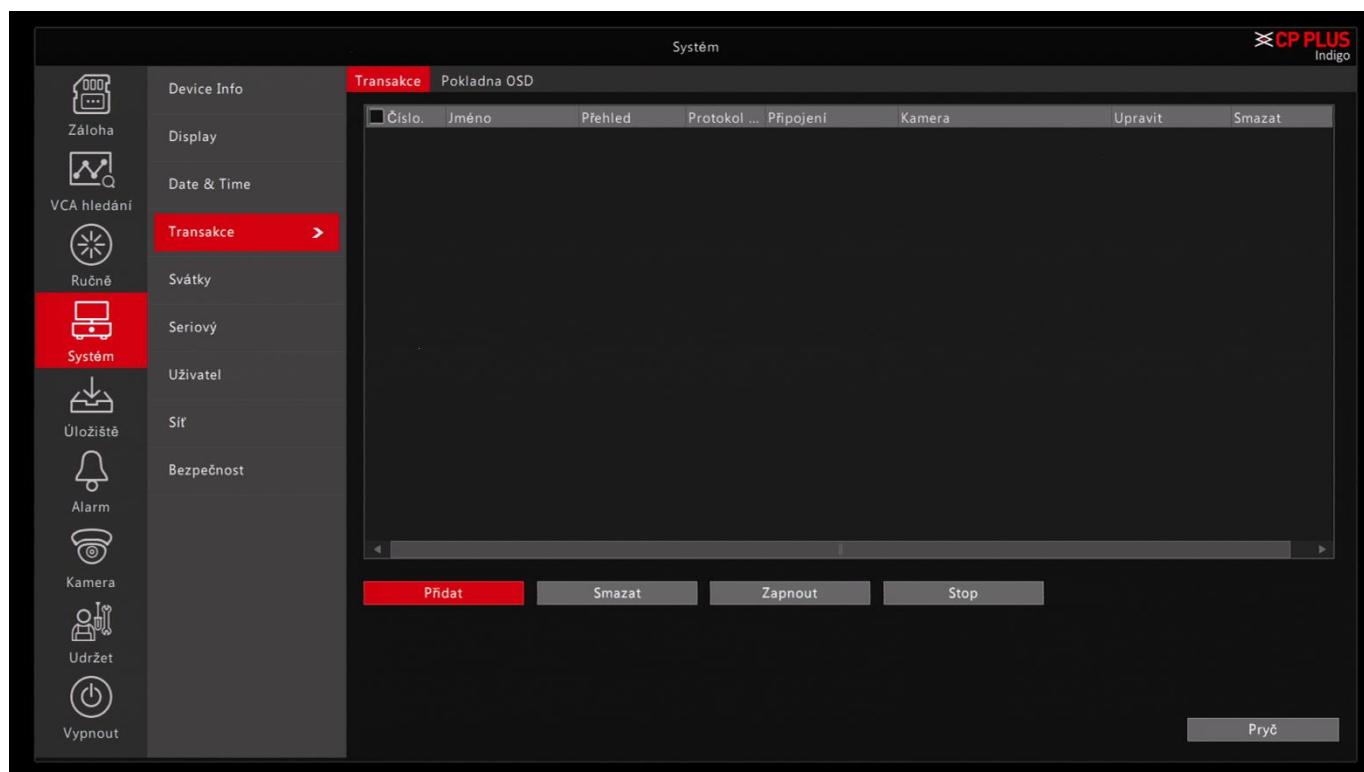 Systém
CP PLUS
Indigo
Záloha
VCA hledání
Ručně
Systém
Úložiště
Alarm
Kamera
Udržet
Vypnout
Device Info
Display
Date & Time
Transakce
Svátky
Seriový
Uživatel
Síť
Bezpečnost
Transakce Pokladna OSD
Číslo. Jméno Přehled Protokol ... Připojení Kamera Upravit Smazat
Přidat Smazat Zapnout Stop
Pryč